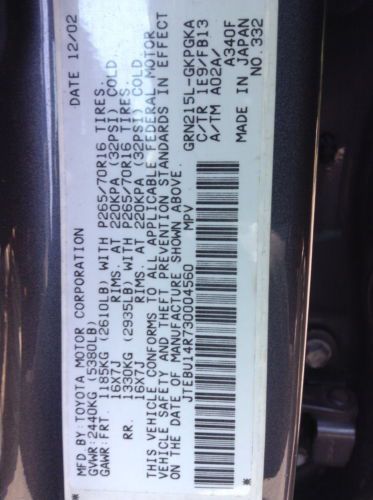 MFD BY: TOYOTA MOTOR CORPORATION DATE 12/02
GVWR: 2440KG (5380LB)
GAWR: FRT. 1185KG (2610LB) WITH P265/70R16 TIRES,
16X7J RIMS, AT 220KPA (32PSI) COLD
RR. 1330KG (2935LB) WITH P265/70R16 TIRES,
16X7J RIMS, AT 220KPA (32PSI) COLD
THIS VEHICLE CONFORMS TO ALL APPLICABLE FEDERAL MOTOR
VEHICLE SAFETY AND THEFT PREVENTION STANDARDS IN EFFECT
ON THE DATE OF MANUFACTURE SHOWN ABOVE.
JTEBU14R730004560 MPV
* *
GRN215L-GKPGKA
C/TR 1E9/FB13
A/TM A02A/ A340F
MADE IN JAPAN
NO.332